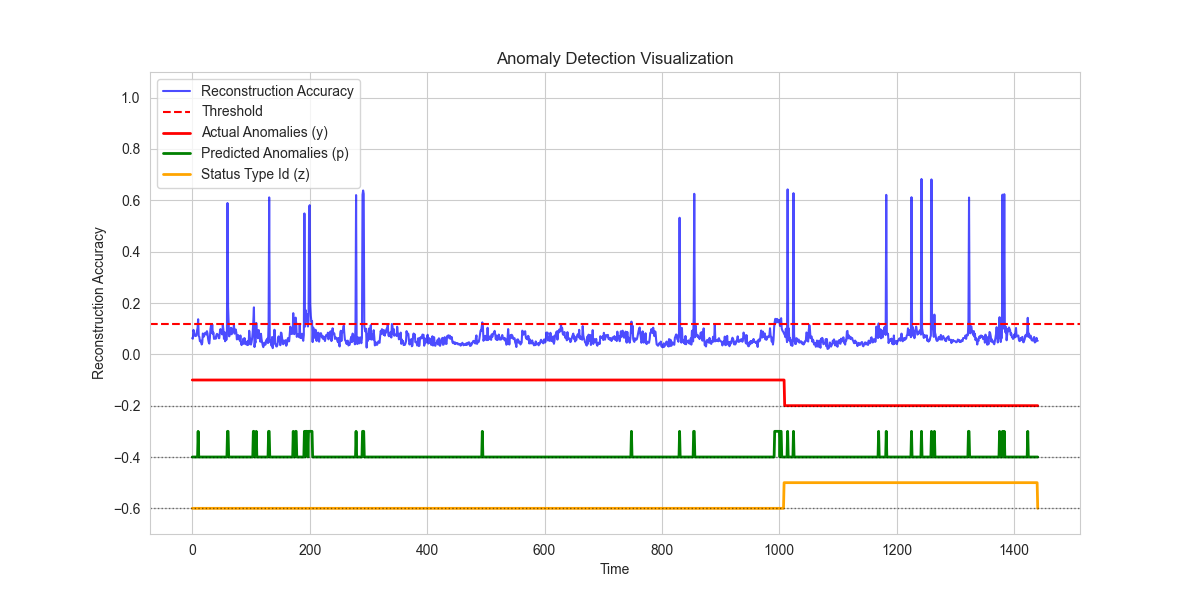 Anomaly Detection Visualization
Reconstruction Accuracy
Threshold
Actual Anomalies (y)
Predicted Anomalies (p)
Status Type Id (z)
Reconstruction Accuracy
1.0
0.8
0.6
0.4
0.2
0.0
−0.2
−0.4
−0.6
0 200 400 600 800 1000 1200 1400
Time